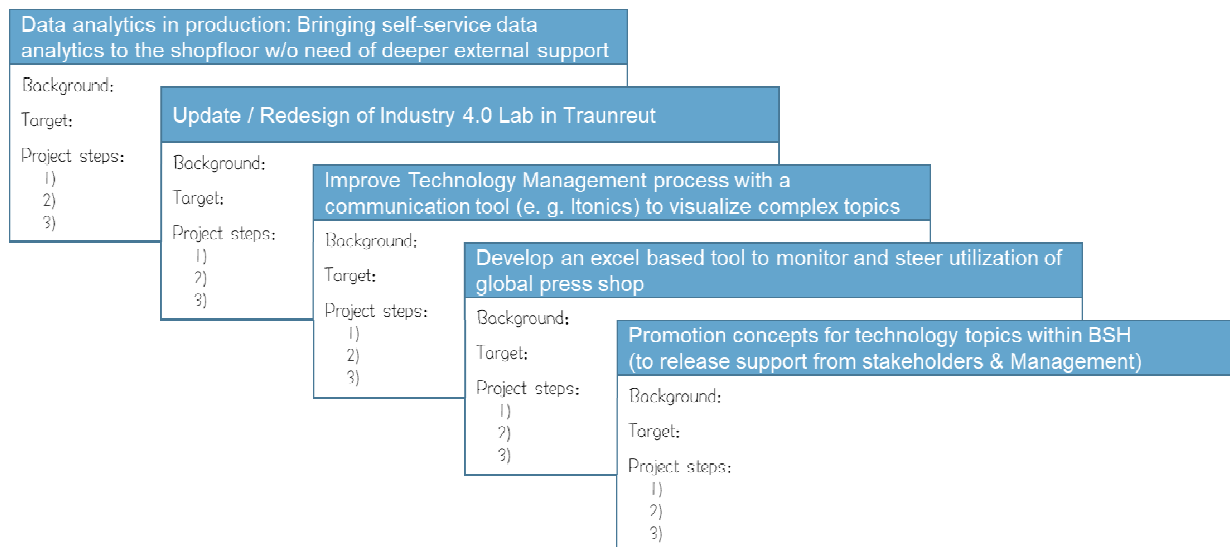 Data analytics in production: Bringing self-service data
analytics to the shopfloor w/o need of deeper external support
Background:
Target:
Project steps:
1)
2)
3)
Update / Redesign of Industry 4.0 Lab in Traunreut
Background:
Target:
Project steps:
1)
2)
3)
Improve Technology Management process with a
communication tool (e. g. Itonics) to visualize complex topics
Background:
Target:
Project steps:
1)
2)
3)
Develop an excel based tool to monitor and steer utilization of
global press shop
Background:
Target:
Project steps:
1)
2)
3)
Promotion concepts for technology topics within BSH
(to release support from stakeholders & Management)
Background:
Target:
Project steps:
1)
2)
3)